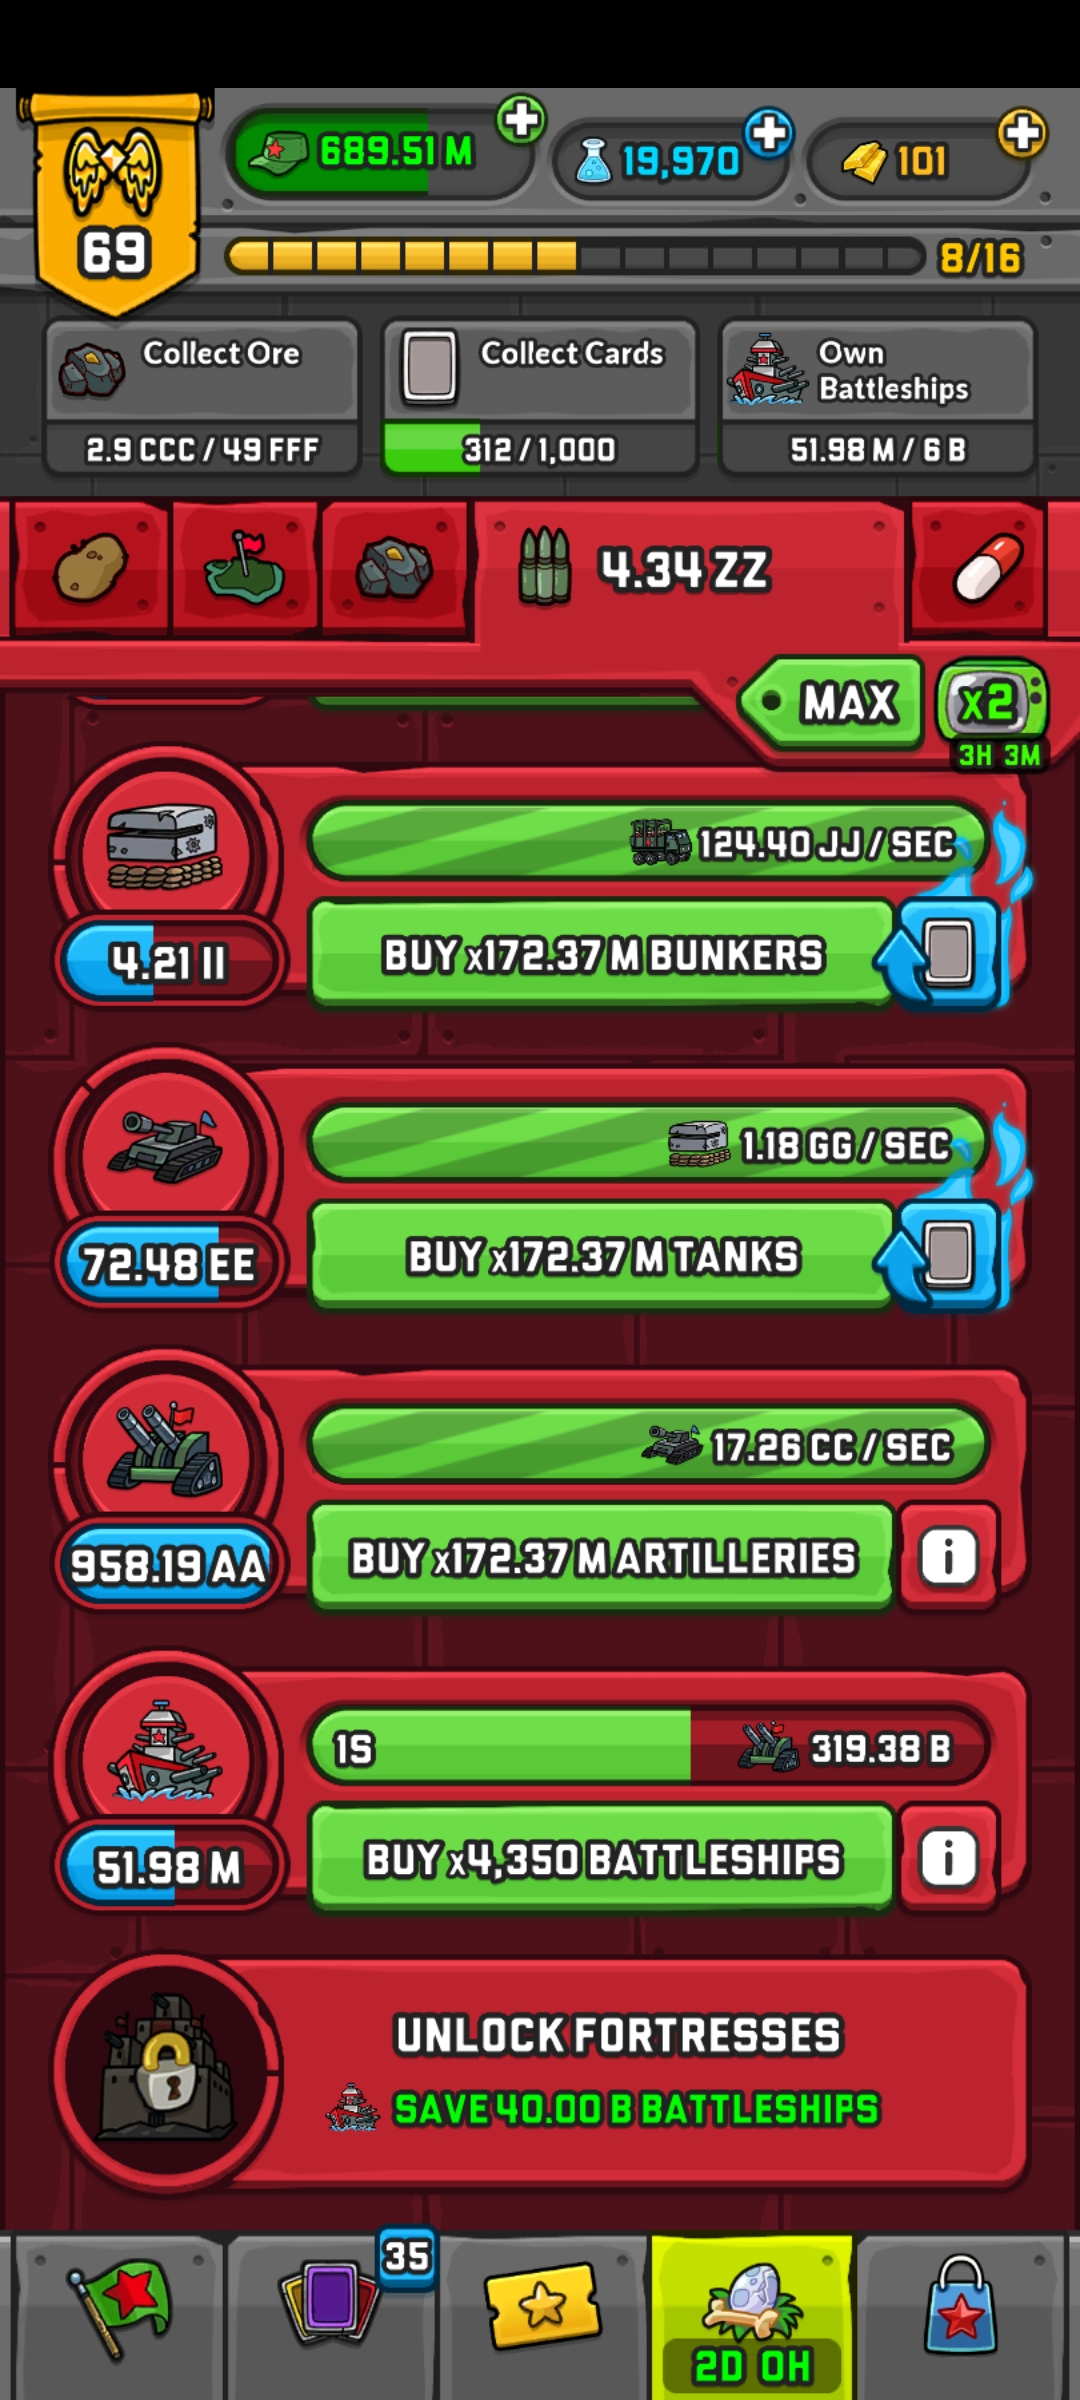 689.51 M
19,970
101
69
8/16
Collect Ore
2.9 CCC / 49 FFF
Collect Cards
312 / 1,000
Own
Battleships
51.98 M / 6 B
4.34 ZZ
MAX
x2
3H 3M
124.40 JJ / SEC
4.21 II
BUY x172.37 M BUNKERS
1.18 GG / SEC
72.48 EE
BUY x172.37 M TANKS
17.26 CC / SEC
958.19 AA
BUY x172.37 M ARTILLERIES
i
1S
319.38 B
51.98 M
BUY x4,350 BATTLESHIPS
i
UNLOCK FORTRESSES
SAVE 40.00 B BATTLESHIPS
35
2D 0H